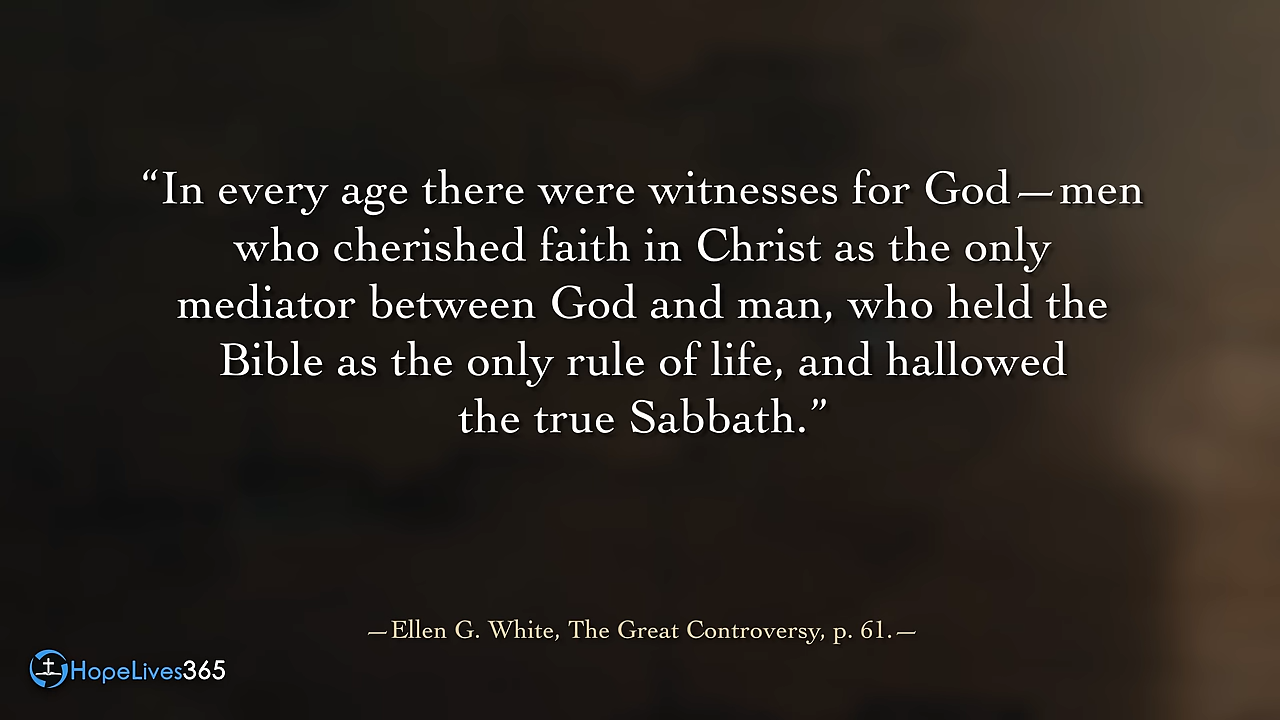 “In every age there were witnesses for God—men
who cherished faith in Christ as the only
mediator between God and man, who held the
Bible as the only rule of life, and hallowed
the true Sabbath.”
—Ellen G. White, The Great Controversy, p. 61.—
HopeLives365